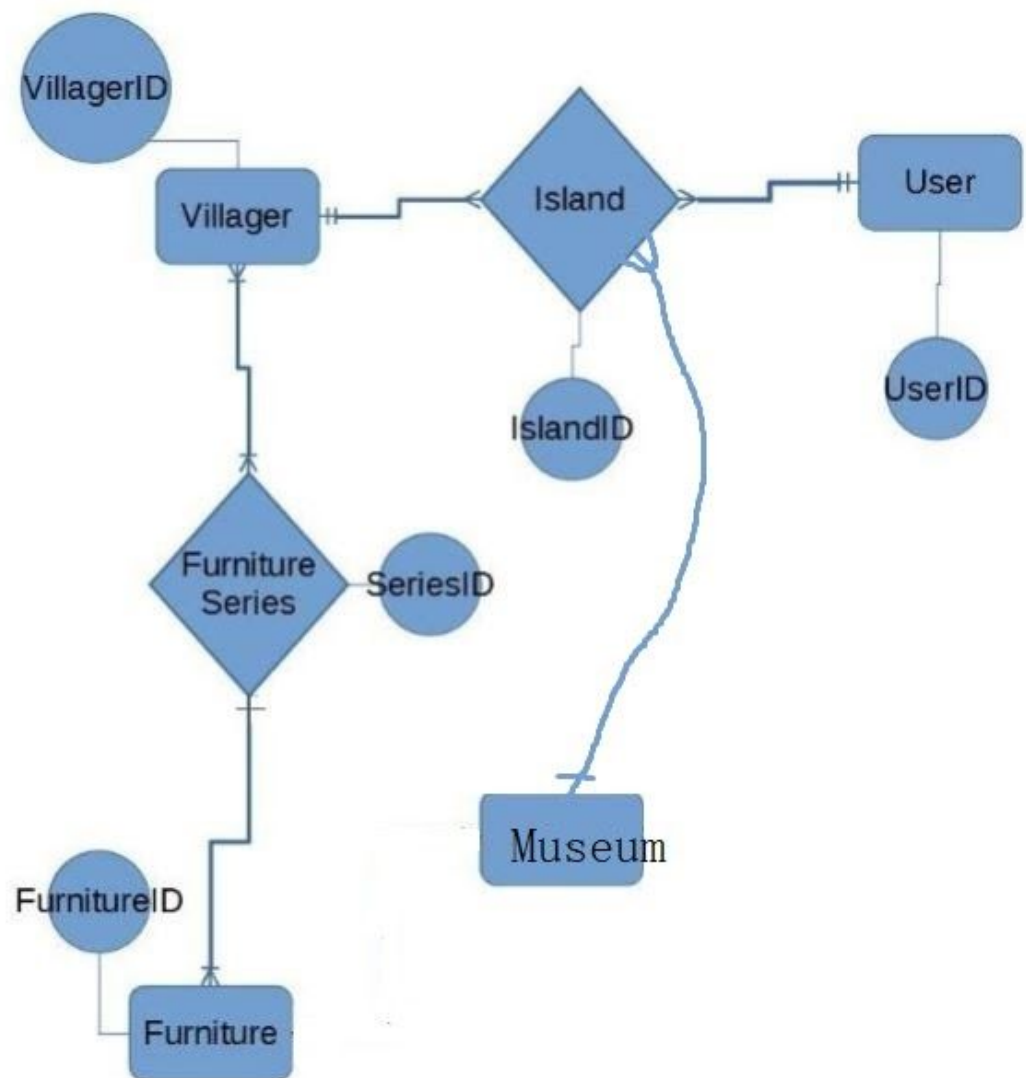 VillagerID
Villager
Island
User
IslandID
UserID
Furniture
Series
SeriesID
Museum
FurnitureID
Furniture